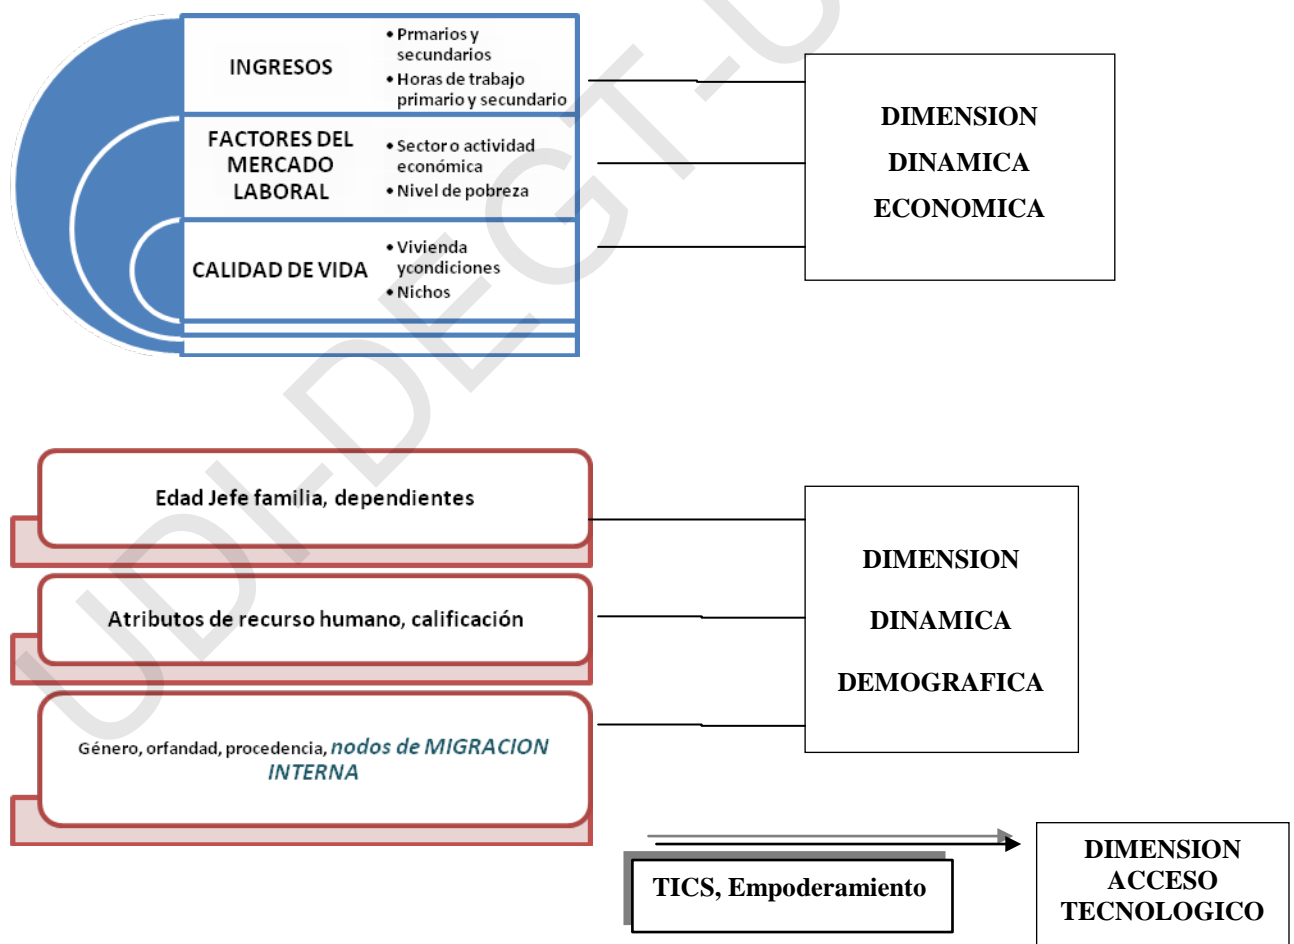 INGRESOS
• Prmarios y
secundarios
• Horas de trabajo
primario y secundario
FACTORES DEL
MERCADO
LABORAL
• Sector o actividad
económica
• Nivel de pobreza
CALIDAD DE VIDA
• Vivienda
ycondiciones
• Nichos
DIMENSION
DINAMICA
ECONOMICA
Edad Jefe familia, dependientes
Atributos de recurso humano, calificación
Género, orfandad, procedencia, nodos de MIGRACION
INTERNA
DIMENSION
DINAMICA
DEMOGRAFICA
TICS, Empoderamiento
DIMENSION
ACCESO
TECNOLOGICO
UDI-DEGT-U